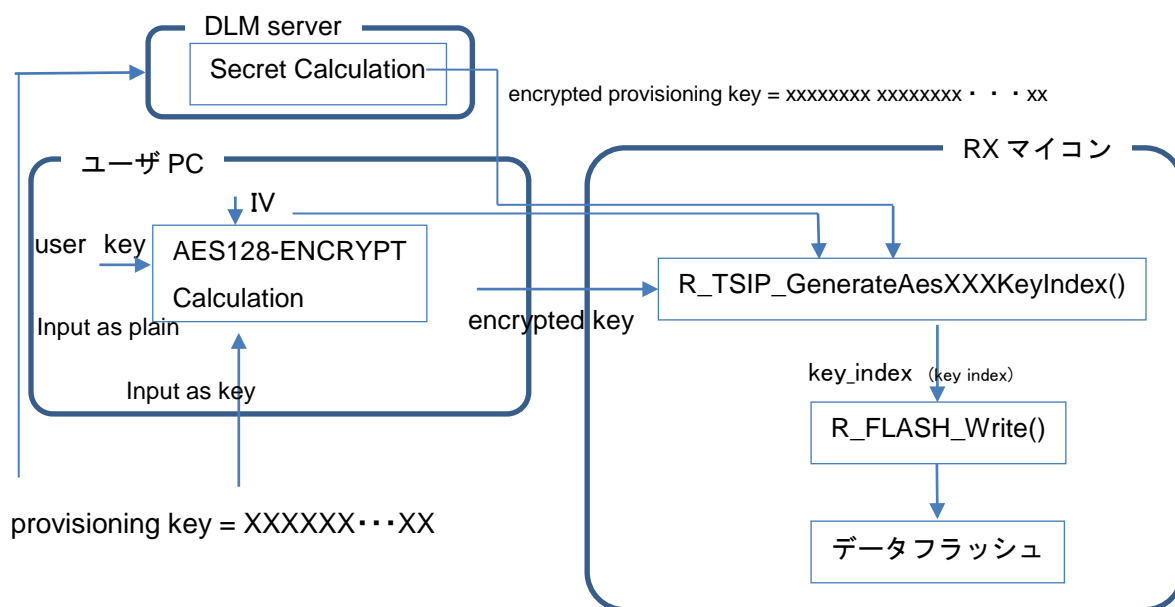 DLM server
Secret Calculation
encrypted provisioning key = xxxxxxxx xxxxxxxx・・・xx
ユーザ PC
RX マイコン
IV
user key
AES128-ENCRYPT
Calculation
R_TSIP_GenerateAesXXXKeyIndex()
encrypted key
Input as plain
key_index (key index)
Input as key
R_FLASH_Write()
provisioning key = XXXXXX・・・XX
データフラッシュ